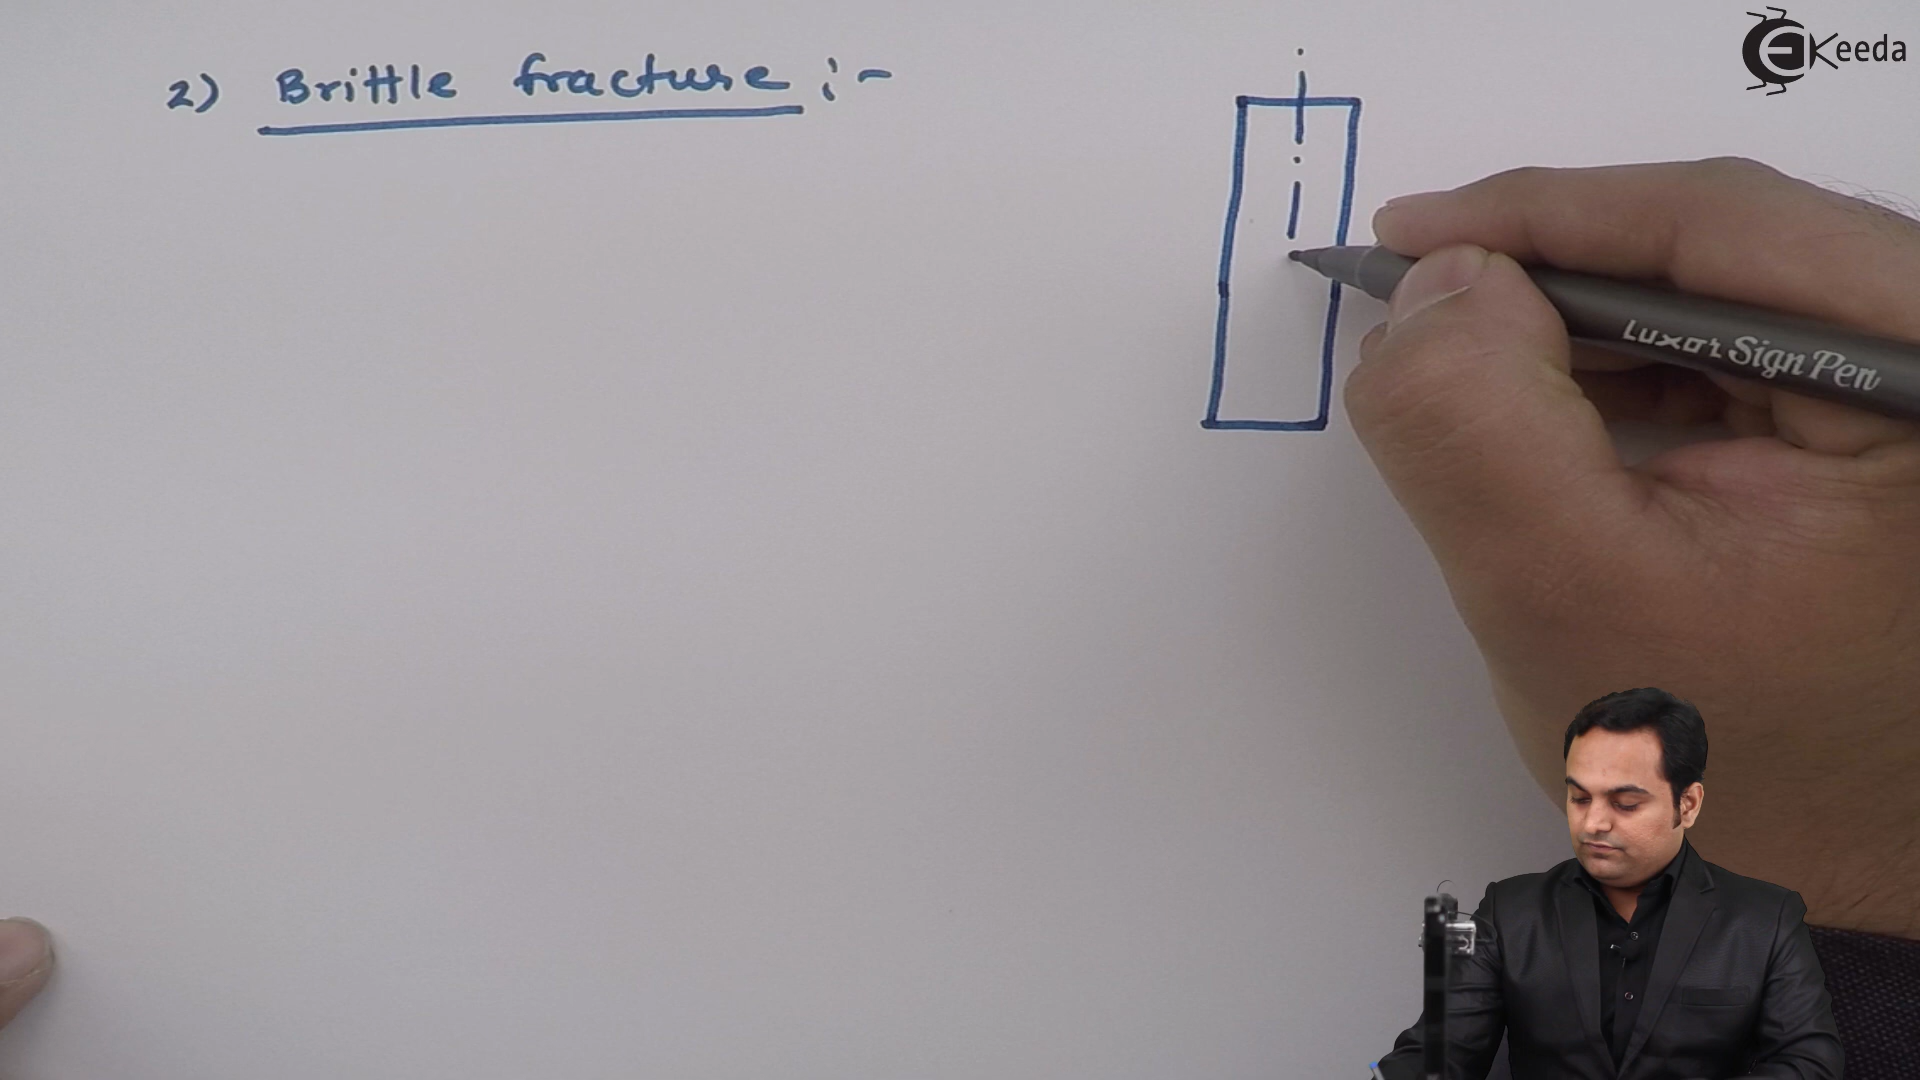 2) Brittle fracture :-
EKeeda
Luxor Sign Pen